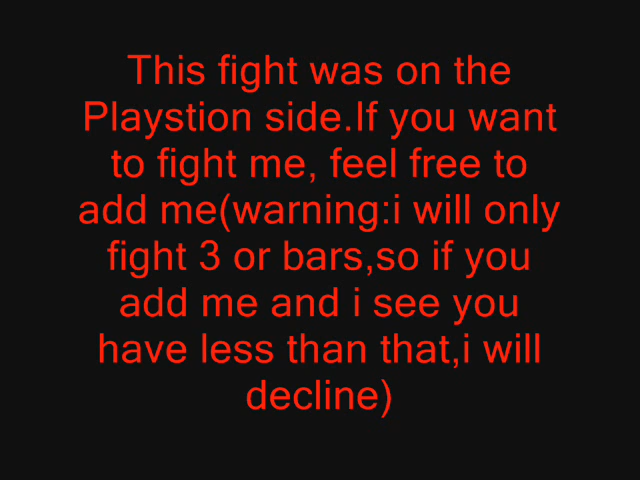 This fight was on the
Playstion side.If you want
to fight me, feel free to
add me(warning:i will only
fight 3 or bars,so if you
add me and i see you
have less than that,i will
decline)